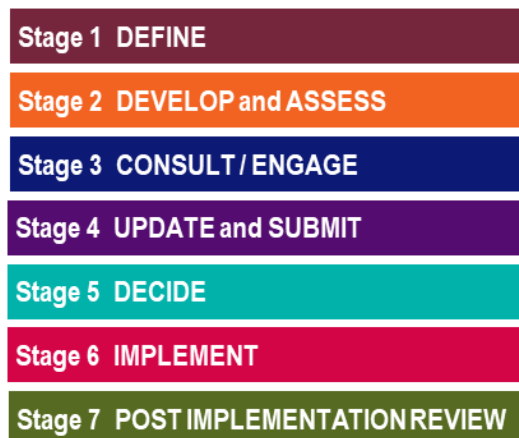 Stage 1 DEFINE
Stage 2 DEVELOP and ASSESS
Stage 3 CONSULT / ENGAGE
Stage 4 UPDATE and SUBMIT
Stage 5 DECIDE
Stage 6 IMPLEMENT
Stage 7 POST IMPLEMENTATION REVIEW